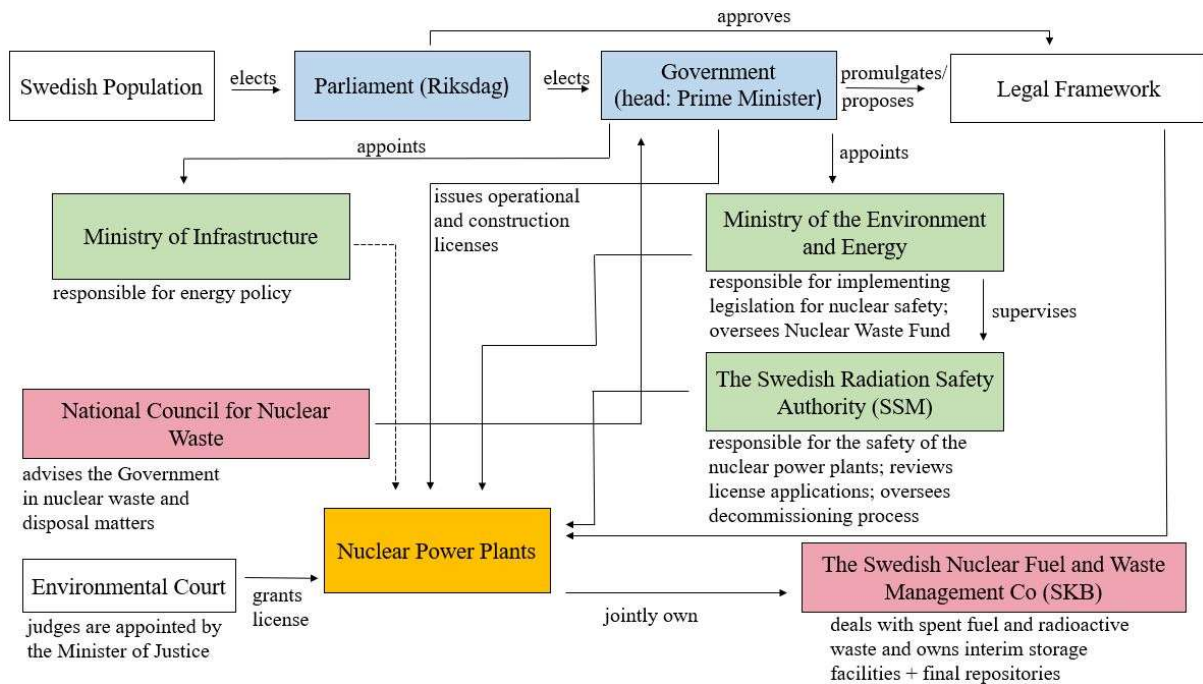 approves
Swedish Population
elects
Parliament (Riksdag)
elects
Government
(head: Prime Minister)
promulgates/
proposes
Legal Framework
appoints
appoints
issues operational
and construction
licenses
Ministry of Infrastructure
responsible for energy policy
Ministry of the Environment
and Energy
responsible for implementing
legislation for nuclear safety;
oversees Nuclear Waste Fund
supervises
The Swedish Radiation Safety
Authority (SSM)
responsible for the safety of the
nuclear power plants; reviews
license applications; oversees
decommissioning process
National Council for Nuclear
Waste
advises the Government
in nuclear waste and
disposal matters
Nuclear Power Plants
Environmental Court
grants
license
judges are appointed by
the Minister of Justice
jointly own
The Swedish Nuclear Fuel and Waste
Management Co (SKB)
deals with spent fuel and radioactive
waste and owns interim storage
facilities + final repositories